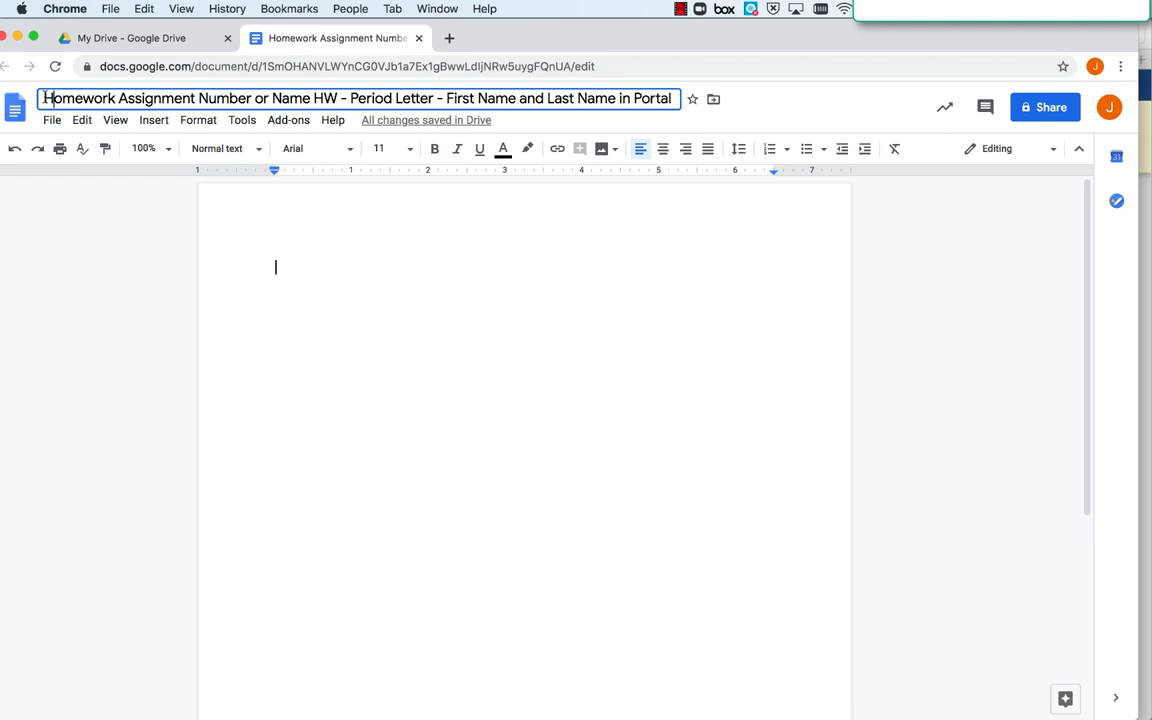 Chrome File Edit View History Bookmarks People Tab Window Help box
My Drive - Google Drive Homework Assignment Numbe
docs.google.com/document/d/1SmOHANVLWYnCG0VJb1a7Ex1gBwwLdIjNRw5uygFQnUA/edit J
Homework Assignment Number or Name HW - Period Letter - First Name and Last Name in Portal
Share J
File Edit View Insert Format Tools Add-ons Help All changes saved in Drive
100% Normal text Arial 11 B I U A Editing
1 1 2 3 4 5 6 7
31